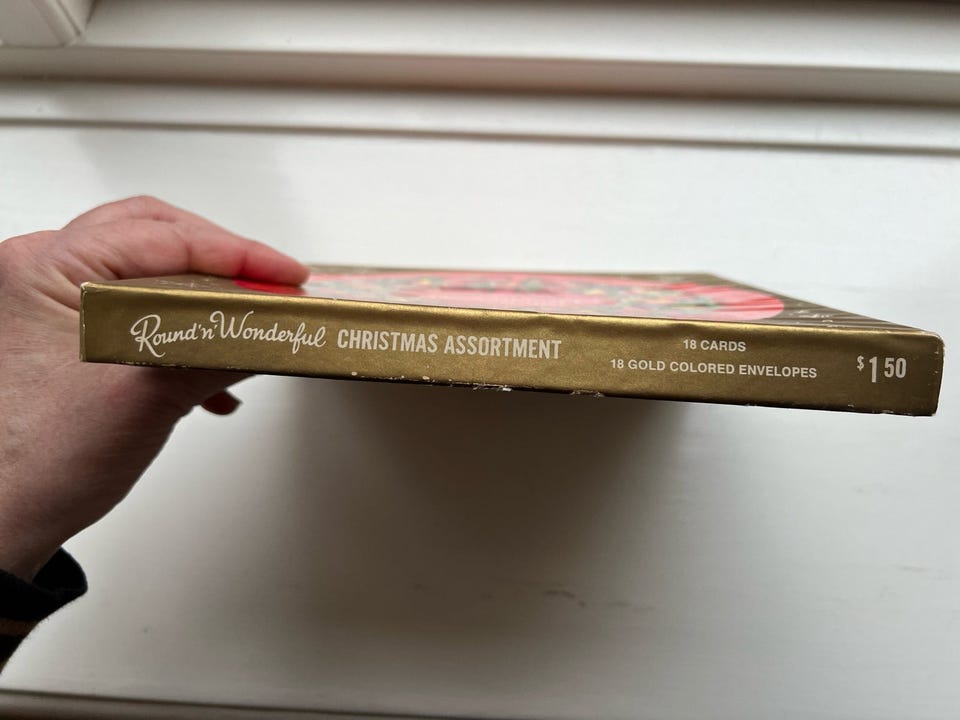 Round 'n' Wonderful CHRISTMAS ASSORTMENT
18 CARDS
18 GOLD COLORED ENVELOPES
$1.50